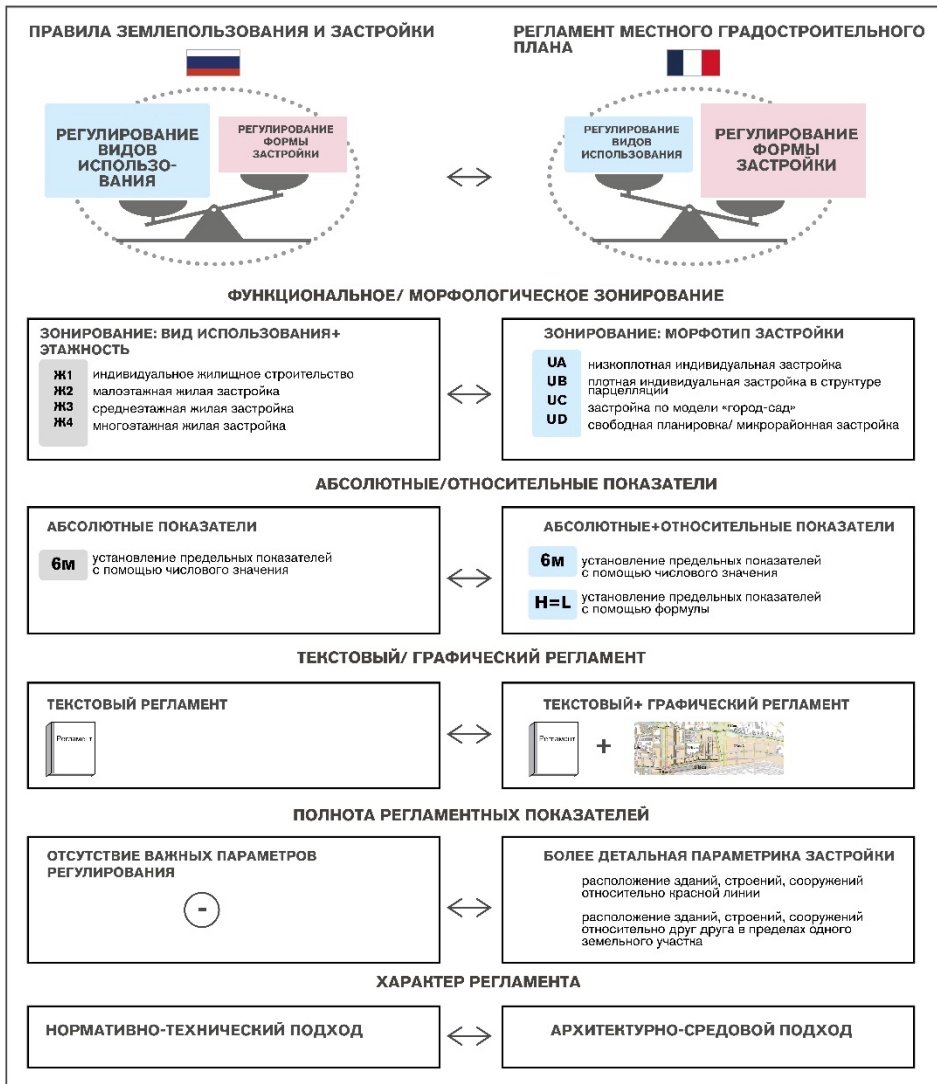 ПРАВИЛА ЗЕМЛЕПОЛЬЗОВАНИЯ И ЗАСТРОЙКИ
РЕГЛАМЕНТ МЕСТНОГО ГРАДОСТРОИТЕЛЬНОГО
ПЛАНА
РЕГУЛИРОВАНИЕ
ВИДОВ
ИСПОЛЬЗО-
ВАНИЯ
РЕГУЛИРОВАНИЕ
ФОРМЫ
ЗАСТРОЙКИ
РЕГУЛИРОВАНИЕ
ВИДОВ
ИСПОЛЬЗОВАНИЯ
РЕГУЛИРОВАНИЕ
ФОРМЫ
ЗАСТРОЙКИ
ФУНКЦИОНАЛЬНОЕ/ МОРФОЛОГИЧЕСКОЕ ЗОНИРОВАНИЕ
ЗОНИРОВАНИЕ: ВИД ИСПОЛЬЗОВАНИЯ+
ЭТАЖНОСТЬ
Ж1 индивидуальное жилищное строительство
Ж2 малоэтажная жилая застройка
Ж3 среднеэтажная жилая застройка
Ж4 многоэтажная жилая застройка
ЗОНИРОВАНИЕ: МОРФОТИП ЗАСТРОЙКИ
UA низкоплотная индивидуальная застройка
UB плотная индивидуальная застройка в структуре
парцелляции
UC застройка по модели «город-сад»
UD свободная планировка/ микрорайонная застройка
АБСОЛЮТНЫЕ/ОТНОСИТЕЛЬНЫЕ ПОКАЗАТЕЛИ
АБСОЛЮТНЫЕ ПОКАЗАТЕЛИ
6м установление предельных показателей
с помощью числового значения
АБСОЛЮТНЫЕ+ОТНОСИТЕЛЬНЫЕ ПОКАЗАТЕЛИ
6м установление предельных показателей
с помощью числового значения
H=L установление предельных показателей
с помощью формулы
ТЕКСТОВЫЙ/ ГРАФИЧЕСКИЙ РЕГЛАМЕНТ
ТЕКСТОВЫЙ РЕГЛАМЕНТ
Регламент
ТЕКСТОВЫЙ+ ГРАФИЧЕСКИЙ РЕГЛАМЕНТ
Регламент +
ПОЛНОТА РЕГЛАМЕНТНЫХ ПОКАЗАТЕЛЕЙ
ОТСУТСТВИЕ ВАЖНЫХ ПАРАМЕТРОВ
РЕГУЛИРОВАНИЯ
-
БОЛЕЕ ДЕТАЛЬНАЯ ПАРАМЕТРИКА ЗАСТРОЙКИ
расположение зданий, строений, сооружений
относительно красной линии
расположение зданий, строений, сооружений
относительно друг друга в пределах одного
земельного участка
ХАРАКТЕР РЕГЛАМЕНТА
НОРМАТИВНО-ТЕХНИЧЕСКИЙ ПОДХОД
АРХИТЕКТУРНО-СРЕДОВОЙ ПОДХОД